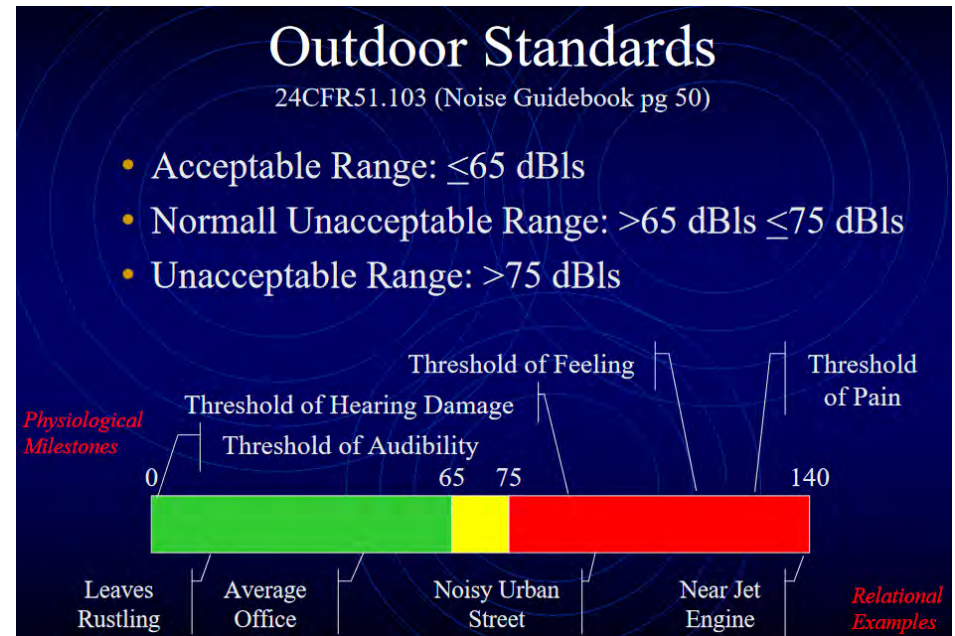 Outdoor Standards
24CFR51.103 (Noise Guidebook pg 50)
• Acceptable Range: <65 dBls
• Normall Unacceptable Range: >65 dBls <75 dBls
• Unacceptable Range: >75 dBls
Threshold of Feeling
Threshold
of Pain
Threshold of Hearing Damage
Physiological
Milestones
Threshold of Audibility
0
65
75
140
Leaves
Rustling
Average
Office
Noisy Urban
Street
Near Jet
Engine
Relational
Examples